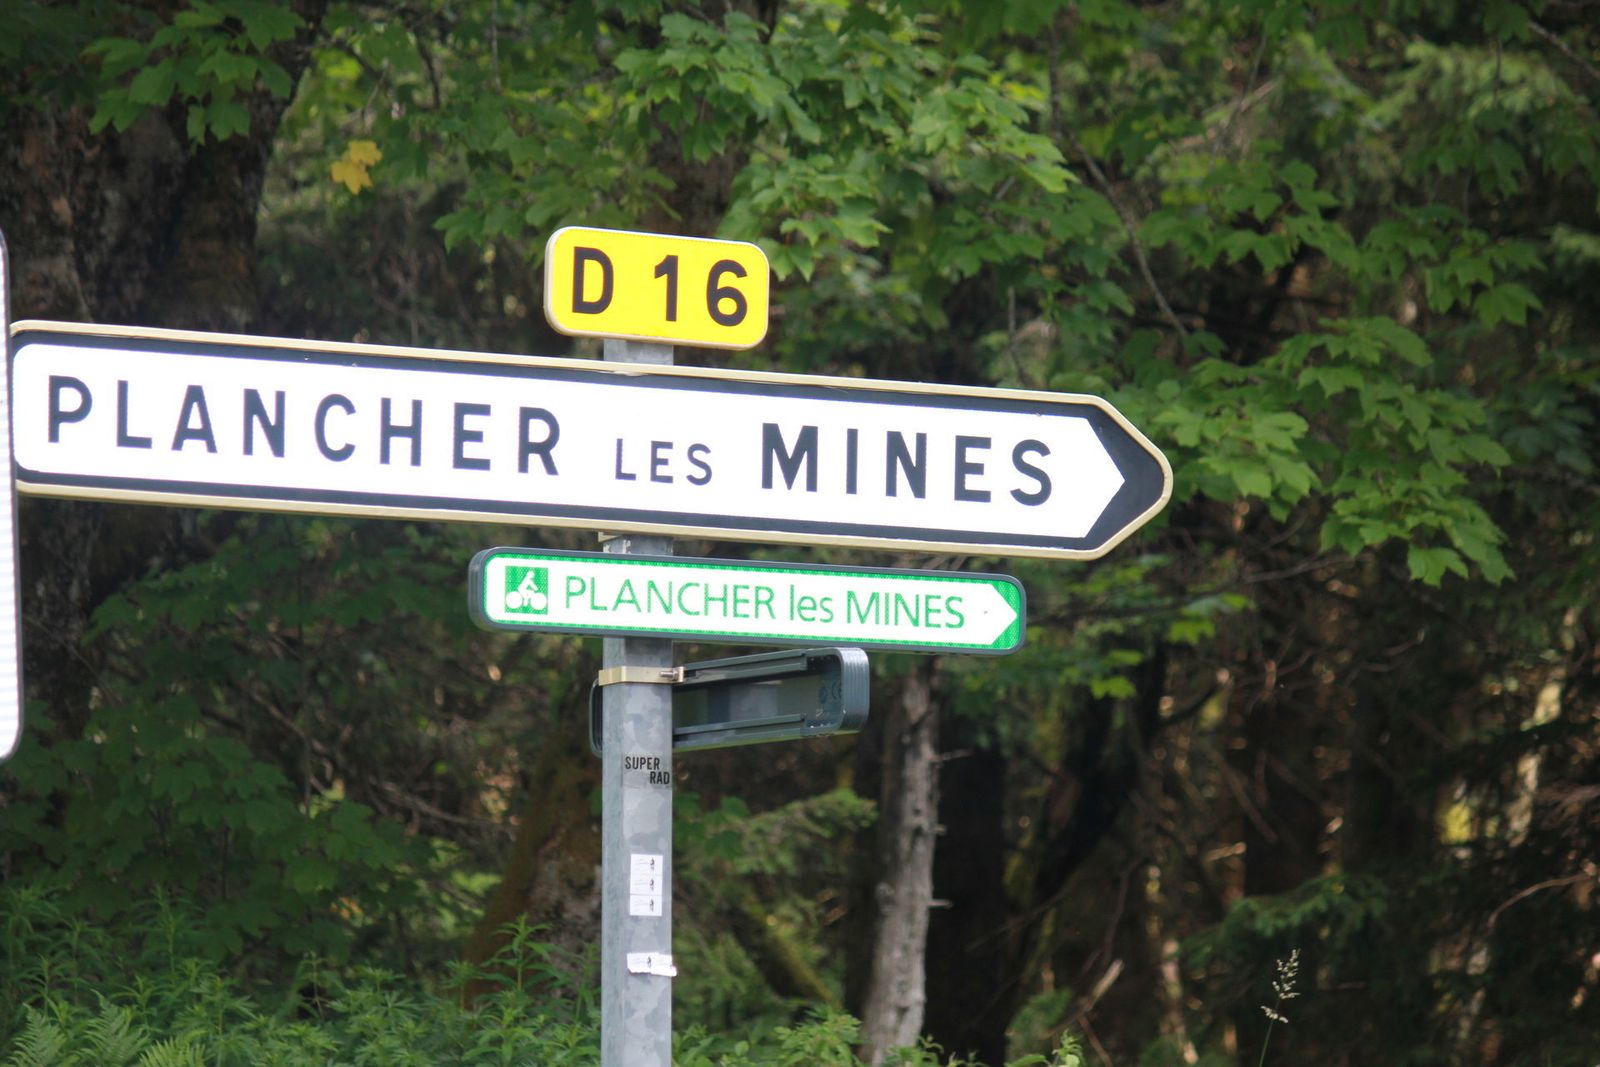 D 16
PLANCHER LES MINES
PLANCHER les MINES
SUPER
RAD